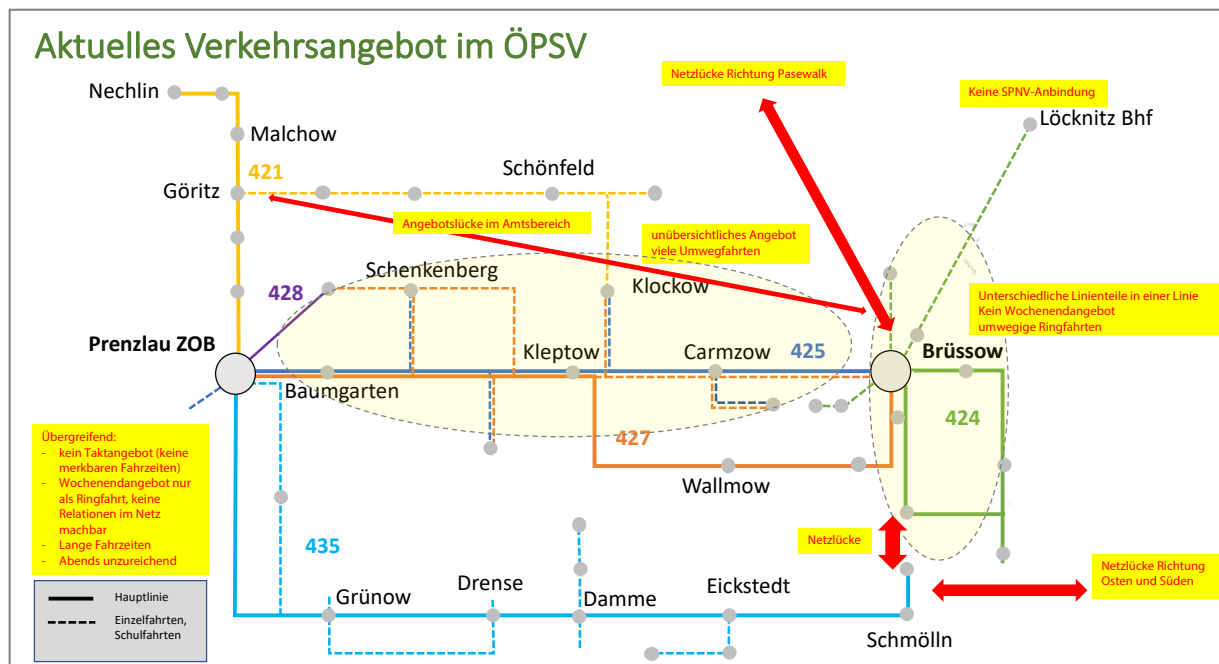 Aktuelles Verkehrsangebot im ÖPSV
Netzlücke Richtung Pasewalk
Keine SPNV-Anbindung
Nechlin
Löcknitz Bhf
Malchow
421
Schönfeld
Göritz
Angebotslücke im Amtsbereich
unübersichtliches Angebot
viele Umwegfahrten
Schenkenberg
428
Klockow
Unterschiedliche Linienteile in einer Linie
Kein Wochenendangebot
umwegige Ringfahrten
Prenzlau ZOB
Kleptow
Carmzow
425
Brüssow
Baumgarten
424
427
Wallmow
Übergreifend:
- kein Taktangebot (keine
merkbaren Fahrzeiten)
- Wochenendangebot nur
als Ringfahrt, keine
Relationen im Netz
machbar
- Lange Fahrzeiten
- Abends unzureichend
435
Netzlücke
Netzlücke Richtung
Osten und Süden
Drense
Eickstedt
Grünow
Damme
Schmölln
Hauptlinie
Einzelfahrten,
Schulfahrten